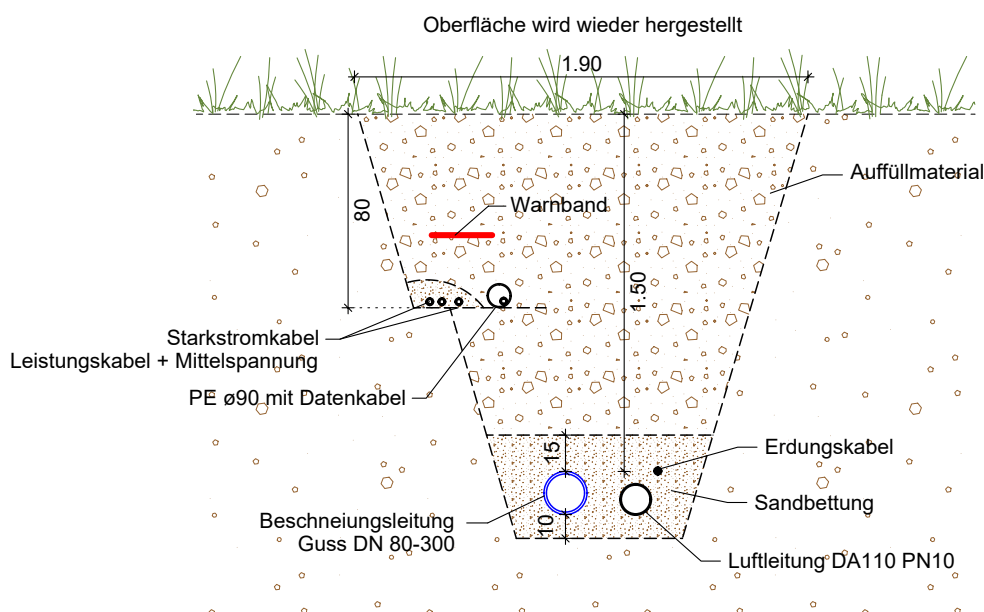 Oberfläche wird wieder hergestellt
1.90
Auffüllmaterial
80
Warnband
1.50
Starkstromkabel
Leistungskabel + Mittelspannung
PE ø90 mit Datenkabel
15
Erdungskabel
Sandbettung
Beschneiungsleitung
Guss DN 80-300
10
Luftleitung DA110 PN10